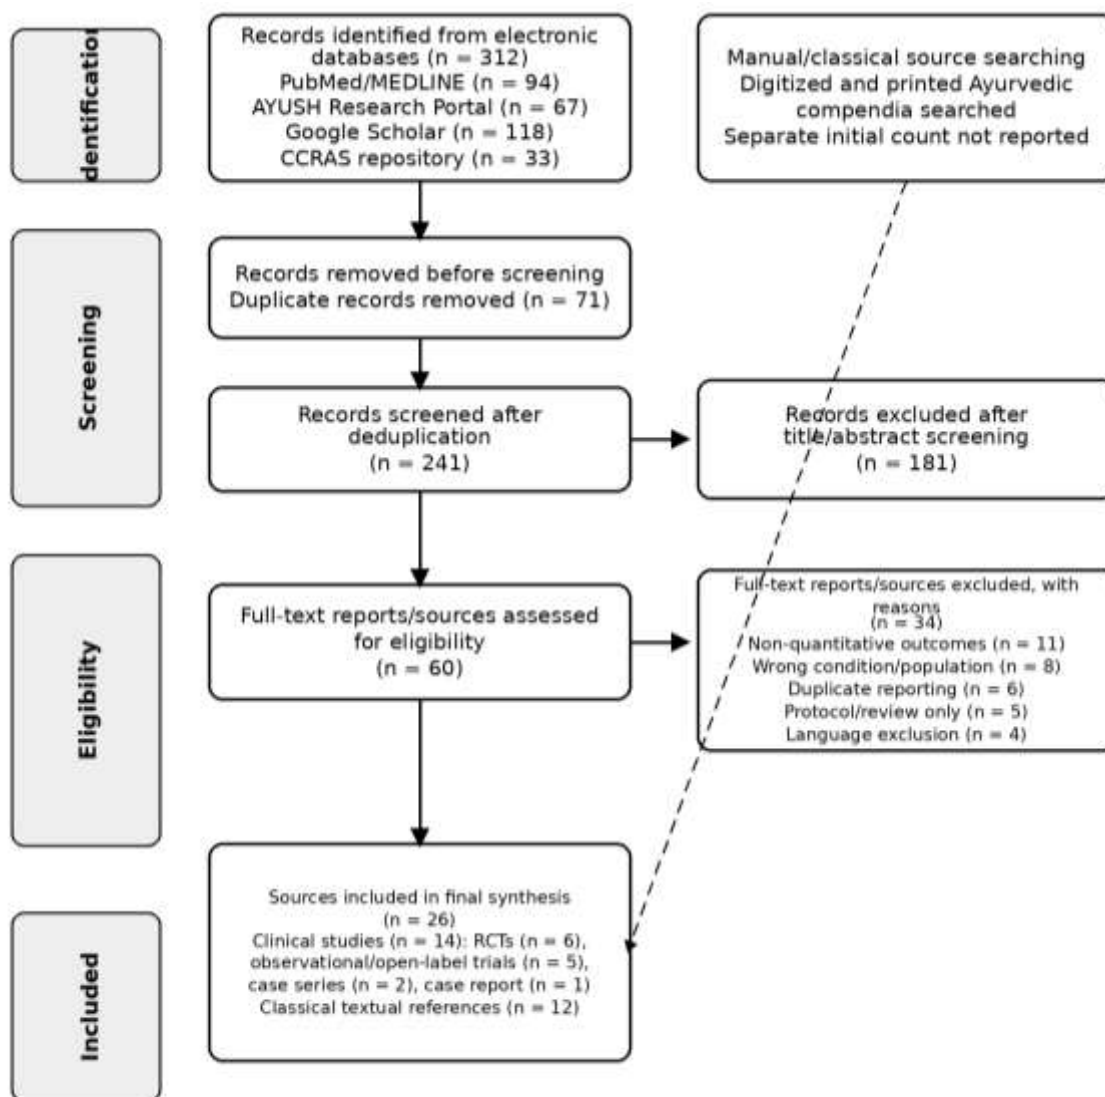 dentification
Records identified from electronic
databases (n = 312)
PubMed/MEDLINE (n = 94)
AYUSH Research Portal (n = 67)
Google Scholar (n = 118)
CCRAS repository (n = 33)
Manual/classical source searching
Digitized and printed Ayurvedic
compendia searched
Separate initial count not reported
Screening
Records removed before screening
Duplicate records removed (n = 71)
Records screened after
deduplication
(n = 241)
Records excluded after
title/abstract screening
(n = 181)
Eligibility
Full-text reports/sources assessed
for eligibility
(n = 60)
Full-text reports/sources excluded, with
reasons
(n = 34)
Non-quantitative outcomes (n = 11)
Wrong condition/population (n = 8)
Duplicate reporting (n = 6)
Protocol/review only (n = 5)
Language exclusion (n = 4)
Included
Sources included in final synthesis
(n = 26)
Clinical studies (n = 14): RCTs (n = 6),
observational/open-label trials (n = 5),
case series (n = 2), case report (n = 1)
Classical textual references (n = 12)